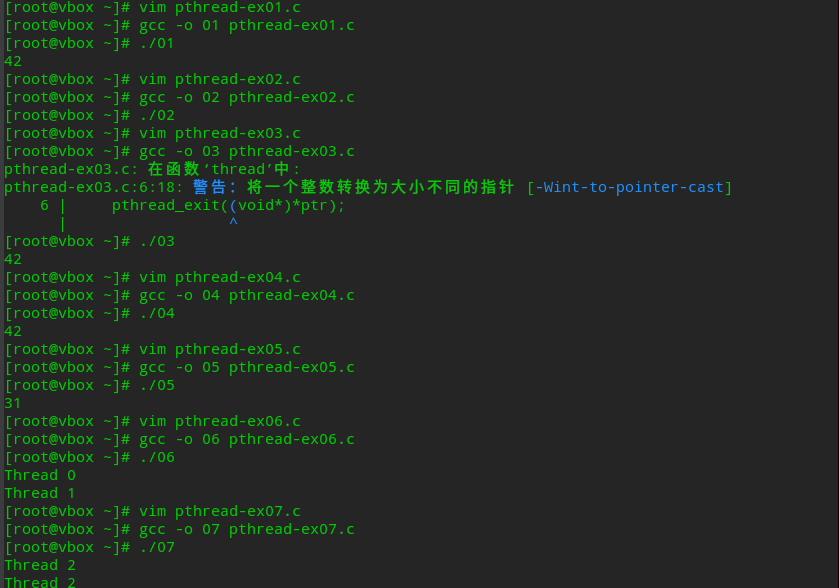 [root@vbox ~]# vim pthread-ex01.c
[root@vbox ~]# gcc -o 01 pthread-ex01.c
[root@vbox ~]# ./01
42
[root@vbox ~]# vim pthread-ex02.c
[root@vbox ~]# gcc -o 02 pthread-ex02.c
[root@vbox ~]# ./02
[root@vbox ~]# vim pthread-ex03.c
[root@vbox ~]# gcc -o 03 pthread-ex03.c
pthread-ex03.c: 在函数‘thread’中:
pthread-ex03.c:6:18: 警告：将一个整数转换为大小不同的指针 [-Wint-to-pointer-cast]
    6 |     pthread_exit((void*)*ptr);
      |                  ^
[root@vbox ~]# ./03
42
[root@vbox ~]# vim pthread-ex04.c
[root@vbox ~]# gcc -o 04 pthread-ex04.c
[root@vbox ~]# ./04
42
[root@vbox ~]# vim pthread-ex05.c
[root@vbox ~]# gcc -o 05 pthread-ex05.c
[root@vbox ~]# ./05
31
[root@vbox ~]# vim pthread-ex06.c
[root@vbox ~]# gcc -o 06 pthread-ex06.c
[root@vbox ~]# ./06
Thread 0
Thread 1
[root@vbox ~]# vim pthread-ex07.c
[root@vbox ~]# gcc -o 07 pthread-ex07.c
[root@vbox ~]# ./07
Thread 2
Thread 2